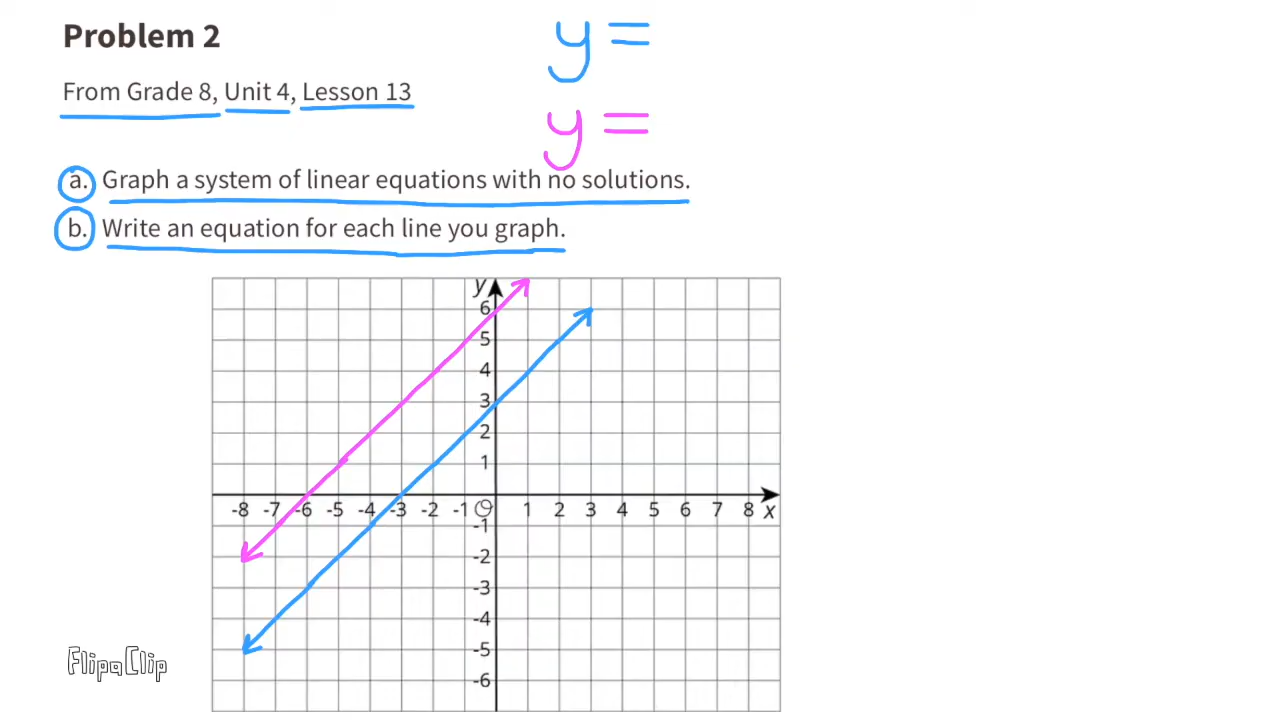 Problem 2
y =
From Grade 8, Unit 4, Lesson 13
y =
a. Graph a system of linear equations with no solutions.
b. Write an equation for each line you graph.
y
6
5
4
3
2
1
-8 -7 -6 -5 -4 -3 -2 -1 O 1 2 3 4 5 6 7 8 x
-1
-2
-3
-4
-5
-6
FlipaClip